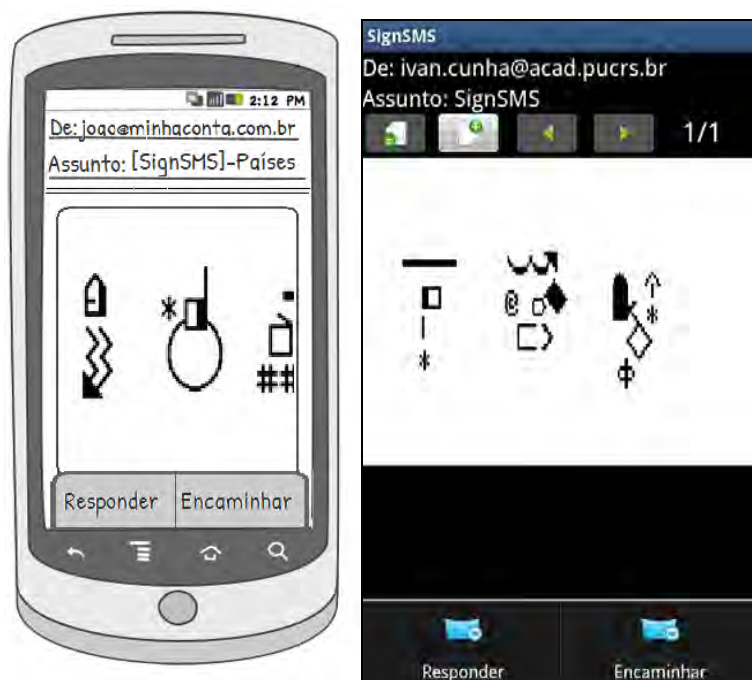 2:12 PM
De: joao@minhaconta.com.br
Assunto: [SignSMS]-Países
Responder Encaminhar
SignSMS
De: ivan.cunha@acad.pucrs.br
Assunto: SignSMS
1/1
Responder Encaminhar